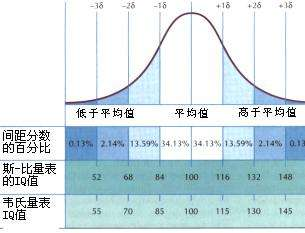 -3δ -2δ -1δ +1δ +2δ +3δ
低于平均值 平均值 高于平均值
间距分数
的百分比
0.13% 2.14% 13.59% 34.13% 34.13% 13.59% 2.14% 0.13
斯-比量表
的IQ值
52 68 84 100 116 132 148
韦氏量表
IQ值
55 70 85 100 115 130 145